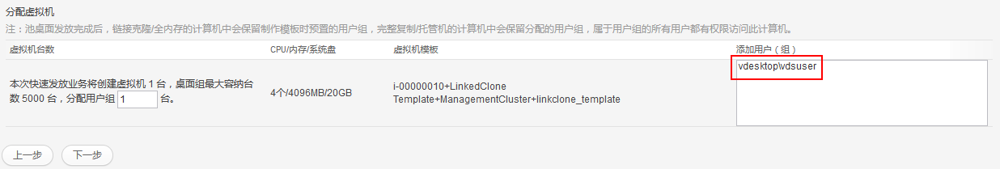 分配虚拟机
注：池桌面发放完成后，链接克隆/全内存的计算机中会保留制作模板时预置的用户组，完整复制/托管机的计算机中会保留分配的用户组，属于用户组的所有用户都有权限访问此计算机。
虚拟机台数 CPU/内存/系统盘 虚拟机模板 添加用户（组）
本次快速发放业务将创建虚拟机 1 台，桌面组最大容纳台
数 5000 台，分配用户组 1 台。
4个/4096MB/20GB
i-00000010+LinkedClone
Template+ManagementCluster+linkclone_template
vdesktop\vdsuser
上一步 下一步